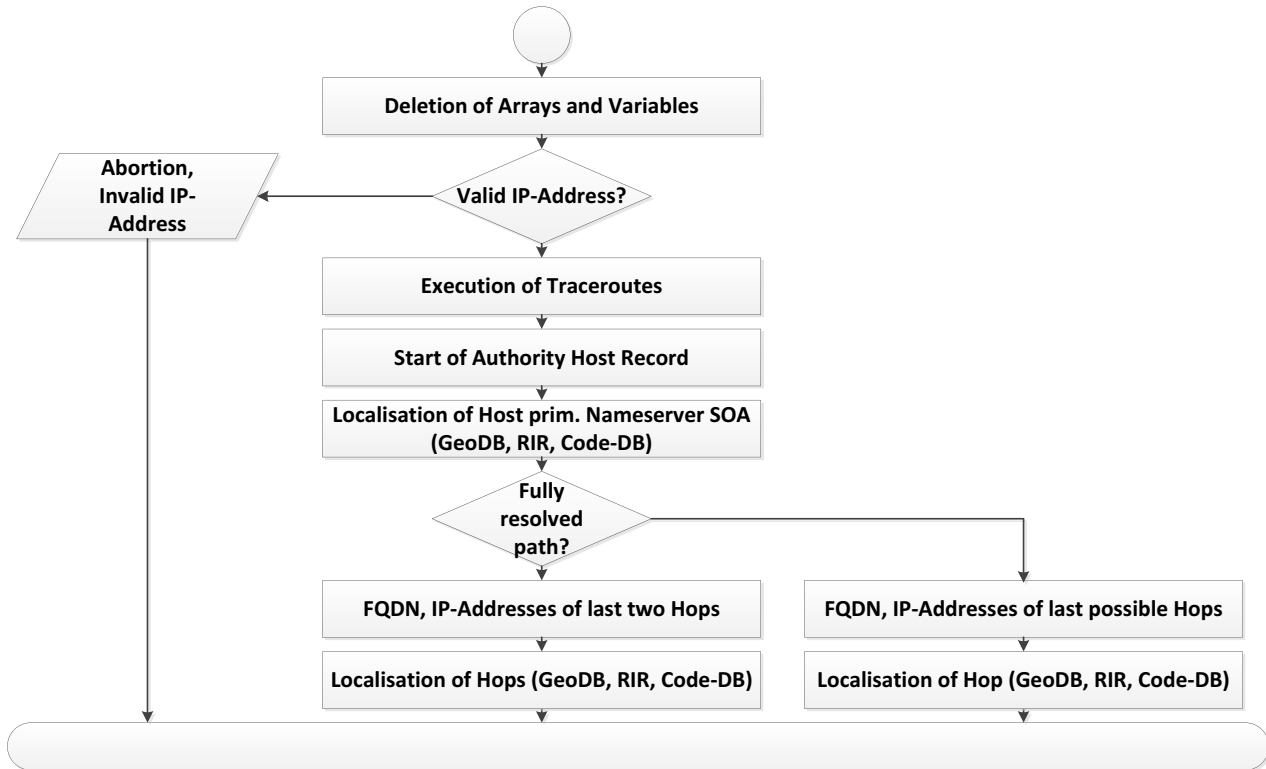 Deletion of Arrays and Variables
Abortion,
Invalid IP-
Address
Valid IP-Address?
Execution of Traceroutes
Start of Authority Host Record
Localisation of Host prim. Nameserver SOA
(GeoDB, RIR, Code-DB)
Fully
resolved
path?
FQDN, IP-Addresses of last two Hops
FQDN, IP-Addresses of last possible Hops
Localisation of Hops (GeoDB, RIR, Code-DB)
Localisation of Hop (GeoDB, RIR, Code-DB)